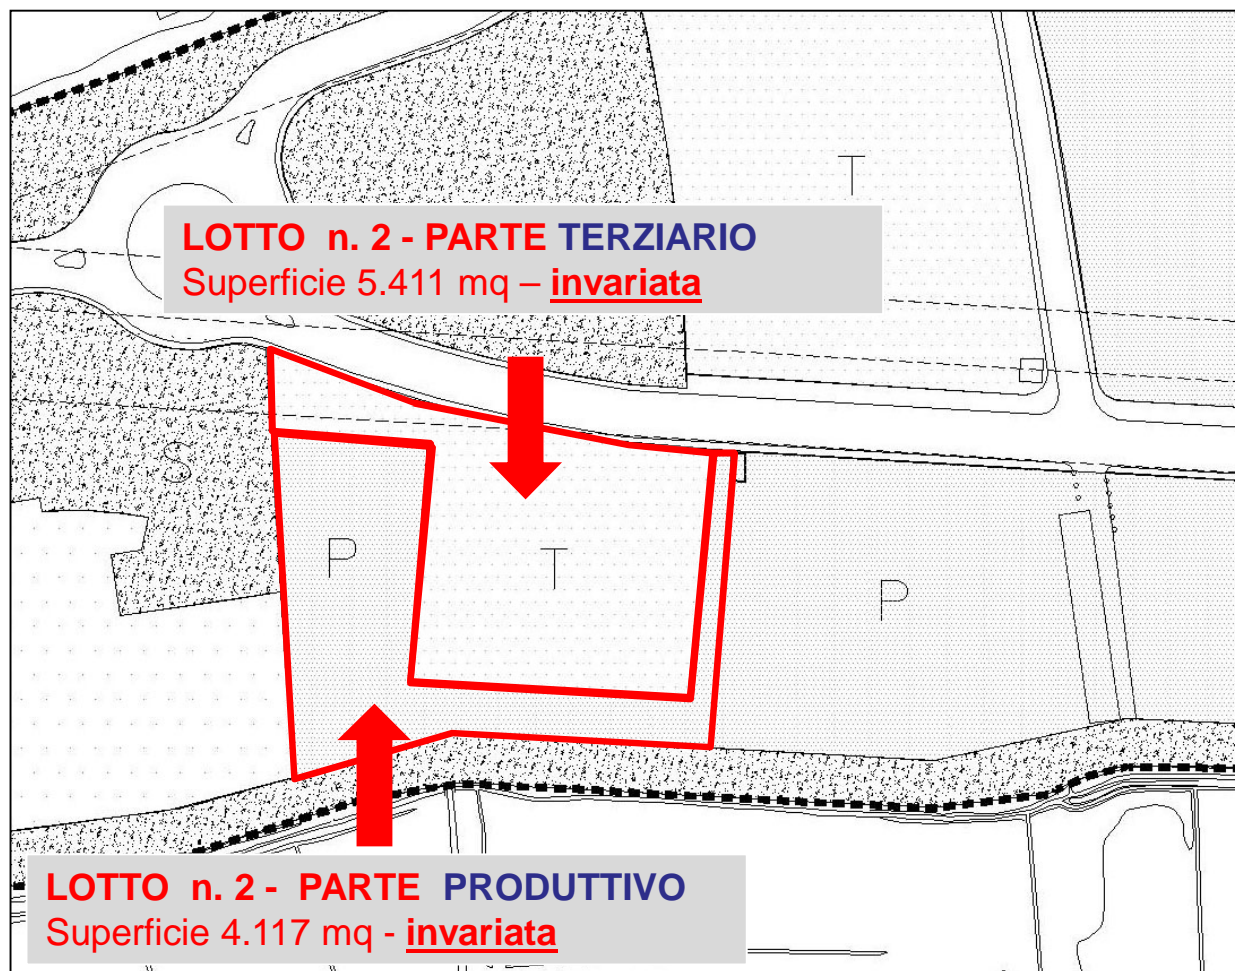 T
LOTTO n. 2 - PARTE TERZIARIO
Superficie 5.411 mq – invariata
S
P
T
P
LOTTO n. 2 - PARTE PRODUTTIVO
Superficie 4.117 mq - invariata